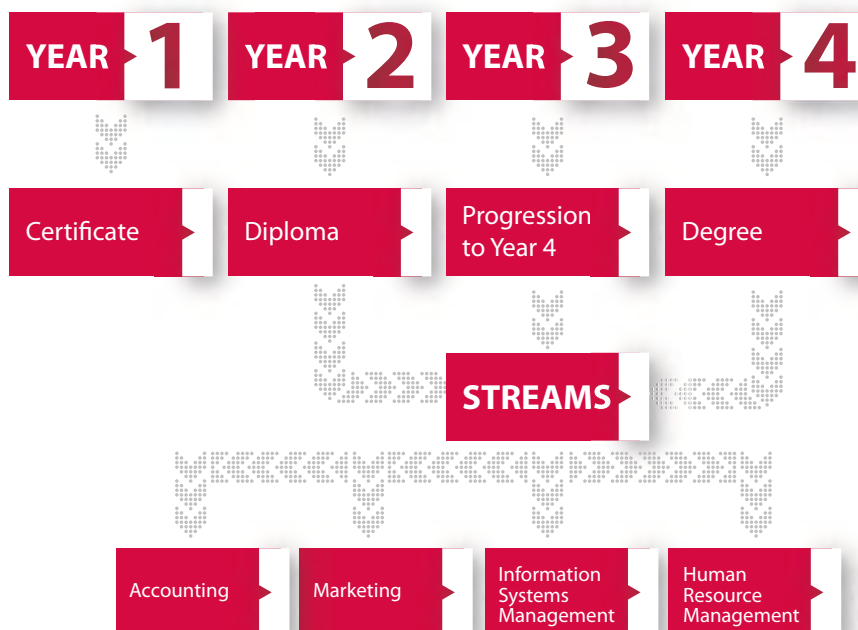 YEAR 1 YEAR 2 YEAR 3 YEAR 4
Certificate
Diploma
Progression
to Year 4
Degree
STREAMS
Accounting
Marketing
Information
Systems
Management
Human
Resource
Management